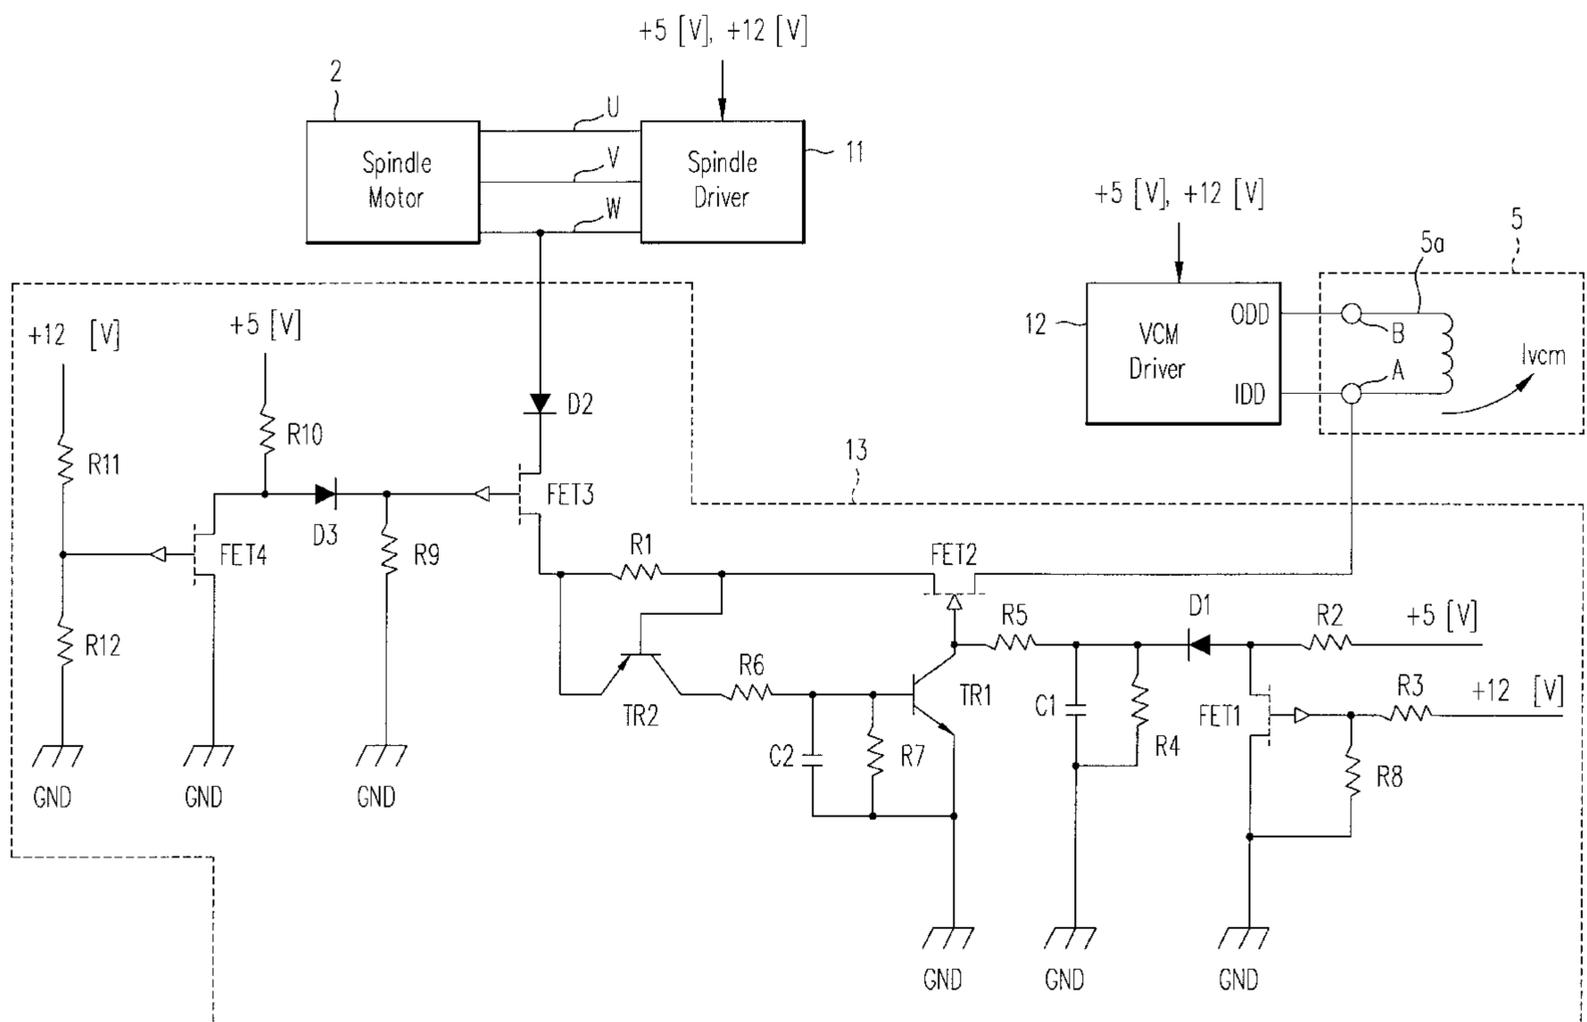 +5 [V], +12 [V]
2
U
Spindle
Motor
V
Spindle
Driver
11
W
+5 [V], +12 [V]
5
5a
12
ODD
VCM
Driver
B
IDD
A
Ivcm
+12 [V]
+5 [V]
D2
R10
R11
13
FET3
D3
FET4
R9
R1
FET2
R12
R5
D1
R2
+5 [V]
TR2
R6
TR1
C1
FET1
R3
+12 [V]
R4
C2
R7
R8
GND
GND
GND
GND
GND
GND